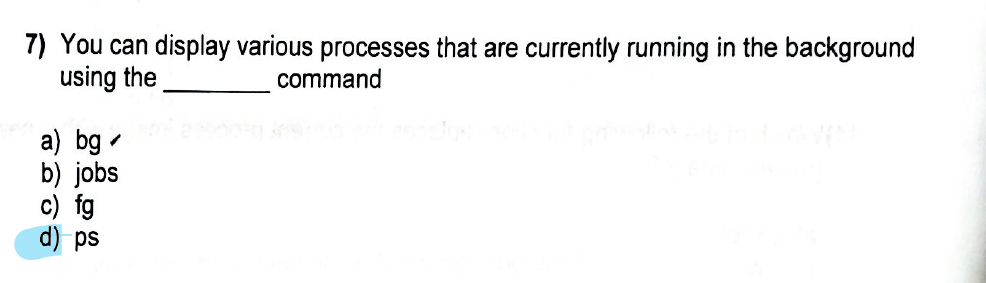 7) You can display various processes that are currently running in the background
using the ________ command
a) bg ✓
b) jobs
c) fg
d) ps